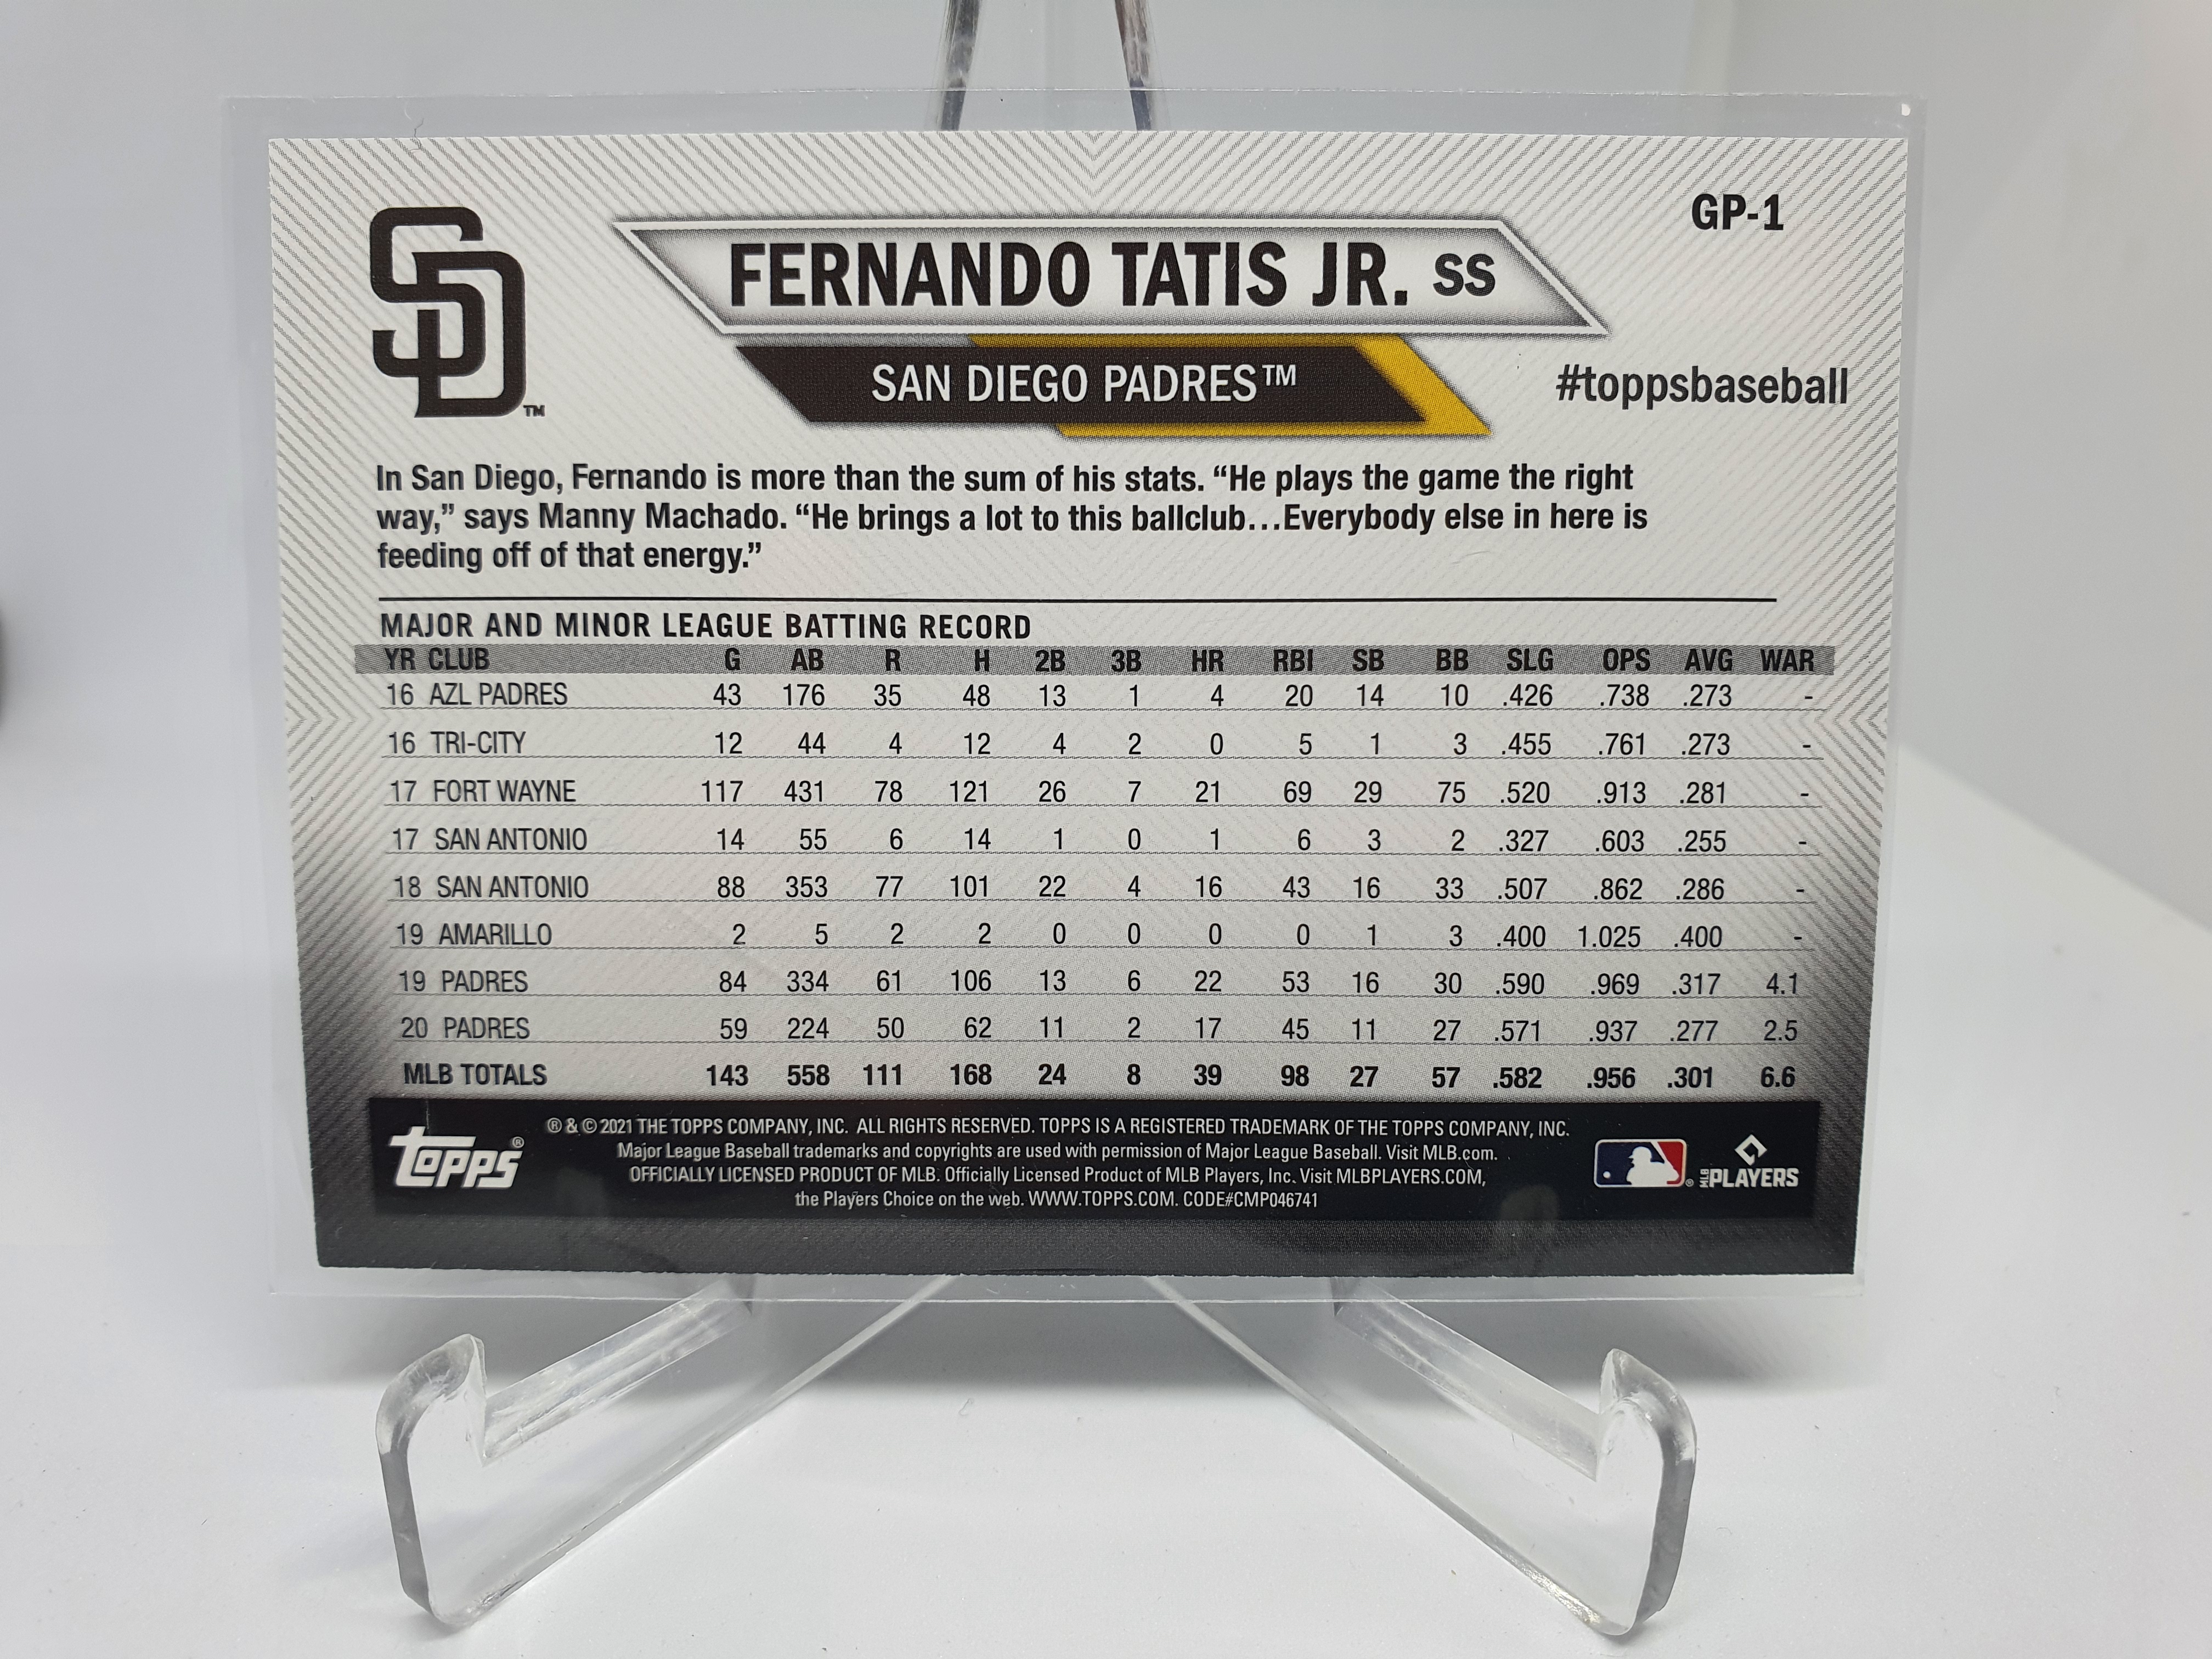 GP-1
SD™
FERNANDO TATIS JR. SS
SAN DIEGO PADRES™
#toppsbaseball
In San Diego, Fernando is more than the sum of his stats. “He plays the game the right
way,” says Manny Machado. “He brings a lot to this ballclub…Everybody else in here is
feeding off of that energy.”
MAJOR AND MINOR LEAGUE BATTING RECORD
YR CLUB G AB R H 2B 3B HR RBI SB BB SLG OPS AVG WAR
16 AZL PADRES 43 176 35 48 13 1 4 20 14 10 .426 .738 .273 -
16 TRI-CITY 12 44 4 12 4 2 0 5 1 3 .455 .761 .273 -
17 FORT WAYNE 117 431 78 121 26 7 21 69 29 75 .520 .913 .281 -
17 SAN ANTONIO 14 55 6 14 1 0 1 6 3 2 .327 .603 .255 -
18 SAN ANTONIO 88 353 77 101 22 4 16 43 16 33 .507 .862 .286 -
19 AMARILLO 2 5 2 2 0 0 0 0 1 3 .400 1.025 .400 -
19 PADRES 84 334 61 106 13 6 22 53 16 30 .590 .969 .317 4.1
20 PADRES 59 224 50 62 11 2 17 45 11 27 .571 .937 .277 2.5
MLB TOTALS 143 558 111 168 24 8 39 98 27 57 .582 .956 .301 6.6
topps®
® & © 2021 THE TOPPS COMPANY, INC. ALL RIGHTS RESERVED. TOPPS IS A REGISTERED TRADEMARK OF THE TOPPS COMPANY, INC.
Major League Baseball trademarks and copyrights are used with permission of Major League Baseball. Visit MLB.com.
OFFICIALLY LICENSED PRODUCT OF MLB. Officially Licensed Product of MLB Players, Inc. Visit MLBPLAYERS.COM,
the Players Choice on the web. WWW.TOPPS.COM. CODE#CMP046741
®
MLB PLAYERS